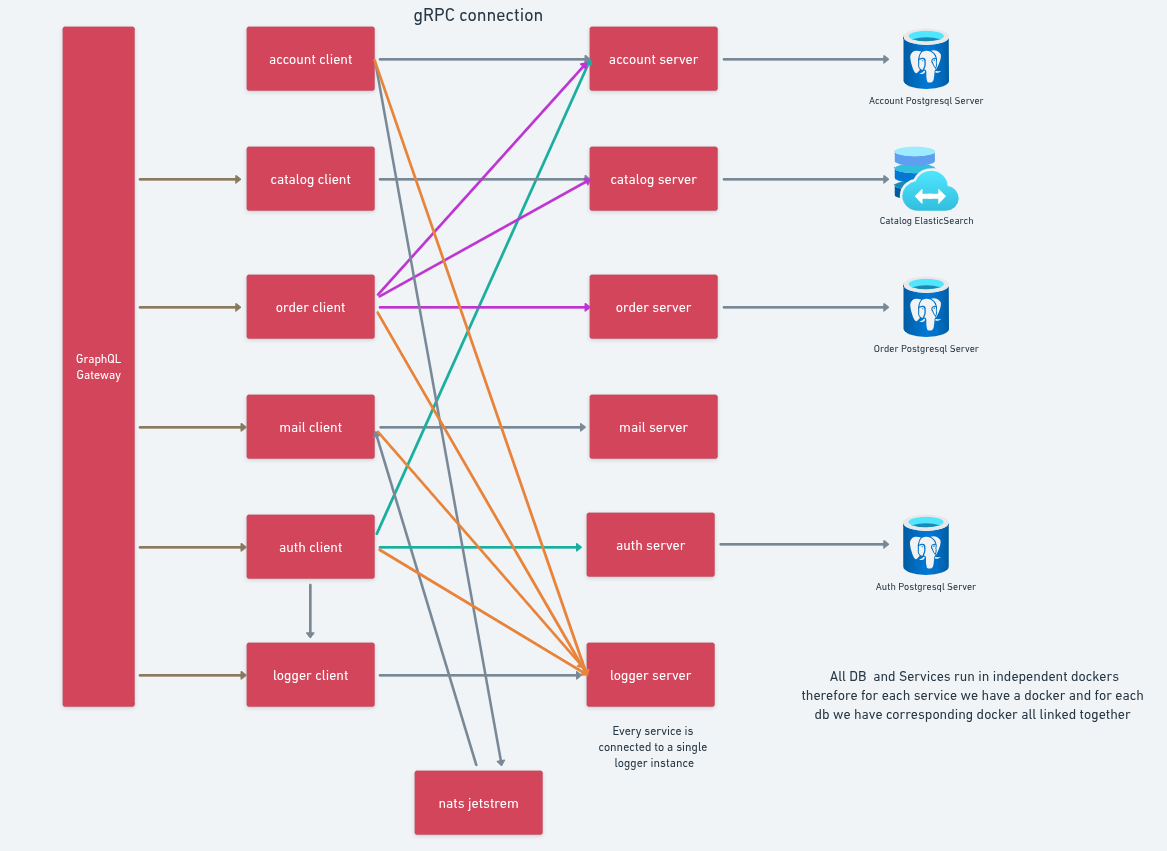 gRPC connection
account client
account server
Account Postgresql Server
catalog client
catalog server
Catalog ElasticSearch
order client
order server
Order Postgresql Server
GraphQL
Gateway
mail client
mail server
auth client
auth server
Auth Postgresql Server
logger client
logger server
All DB  and Services run in independent dockers
therefore for each service we have a docker and for each
db we have corresponding docker all linked together
Every service is
connected to a single
logger instance
nats jetstrem